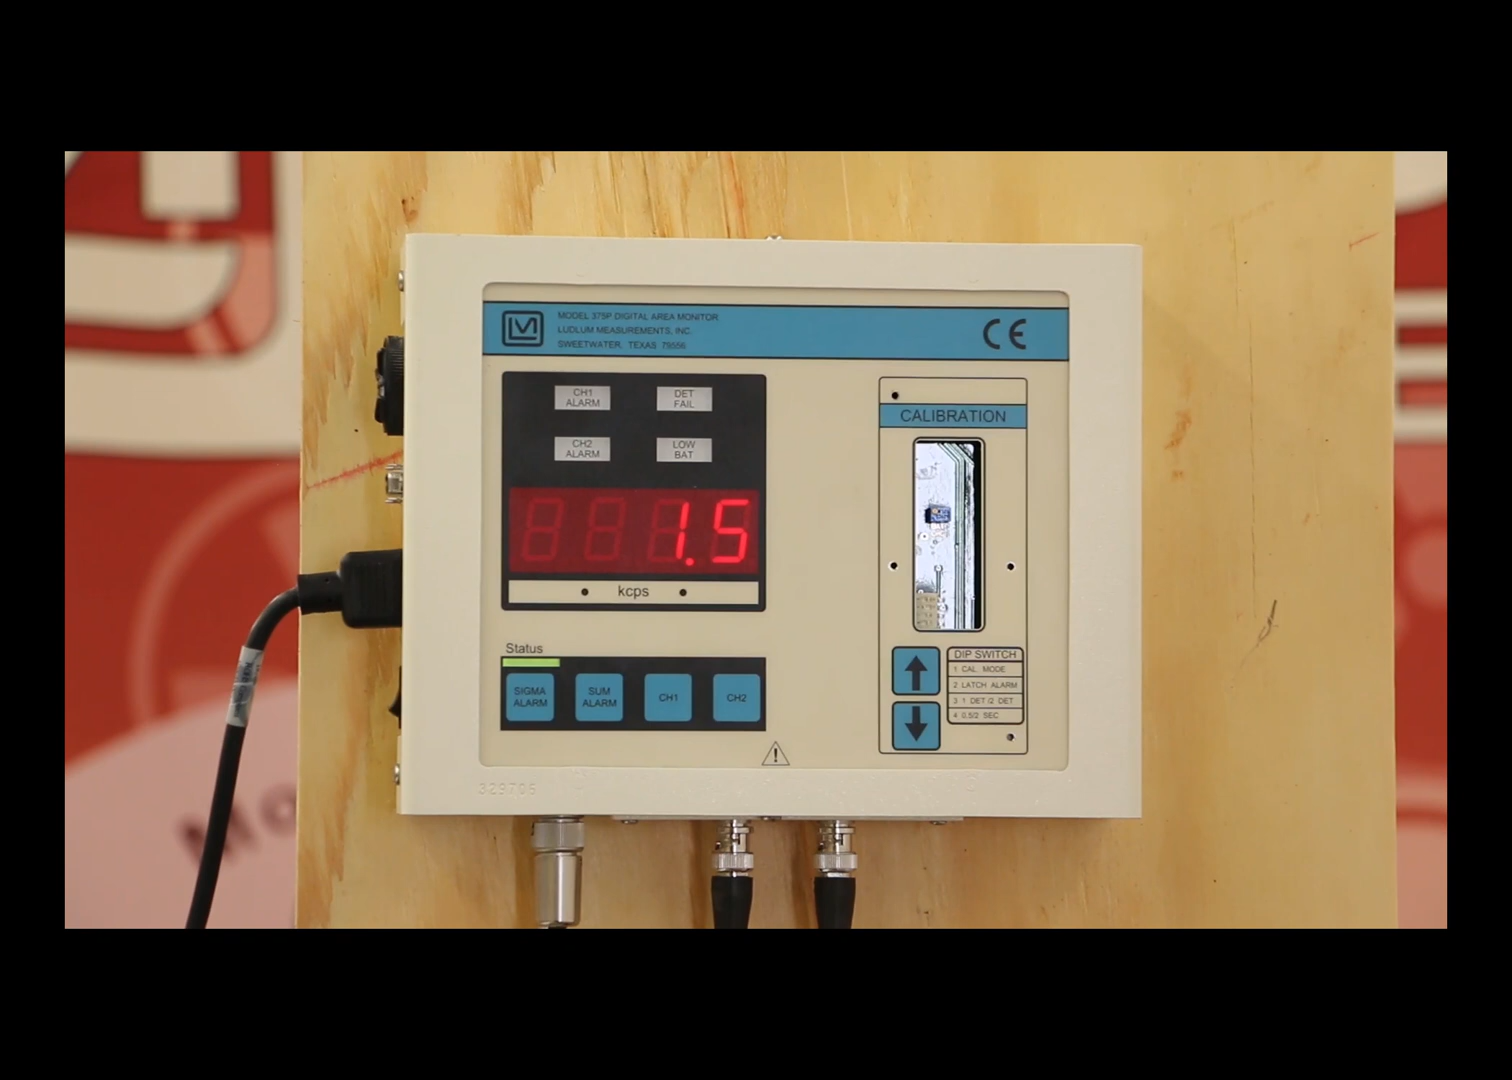 MODEL 375P DIGITAL AREA MONITOR
LUDLUM MEASUREMENTS, INC.
SWEETWATER, TEXAS 79556
CE
CH1
ALARM
DET
FAIL
CH2
ALARM
LOW
BAT
1.5
kcps
Status
SIGMA
ALARM
SUM
ALARM
CH1
CH2
CALIBRATION
DIP SWITCH
1 CAL. MODE
2 LATCH ALARM
3 1 DET/2 DET
4 0.5/2 SEC
329705
Mo